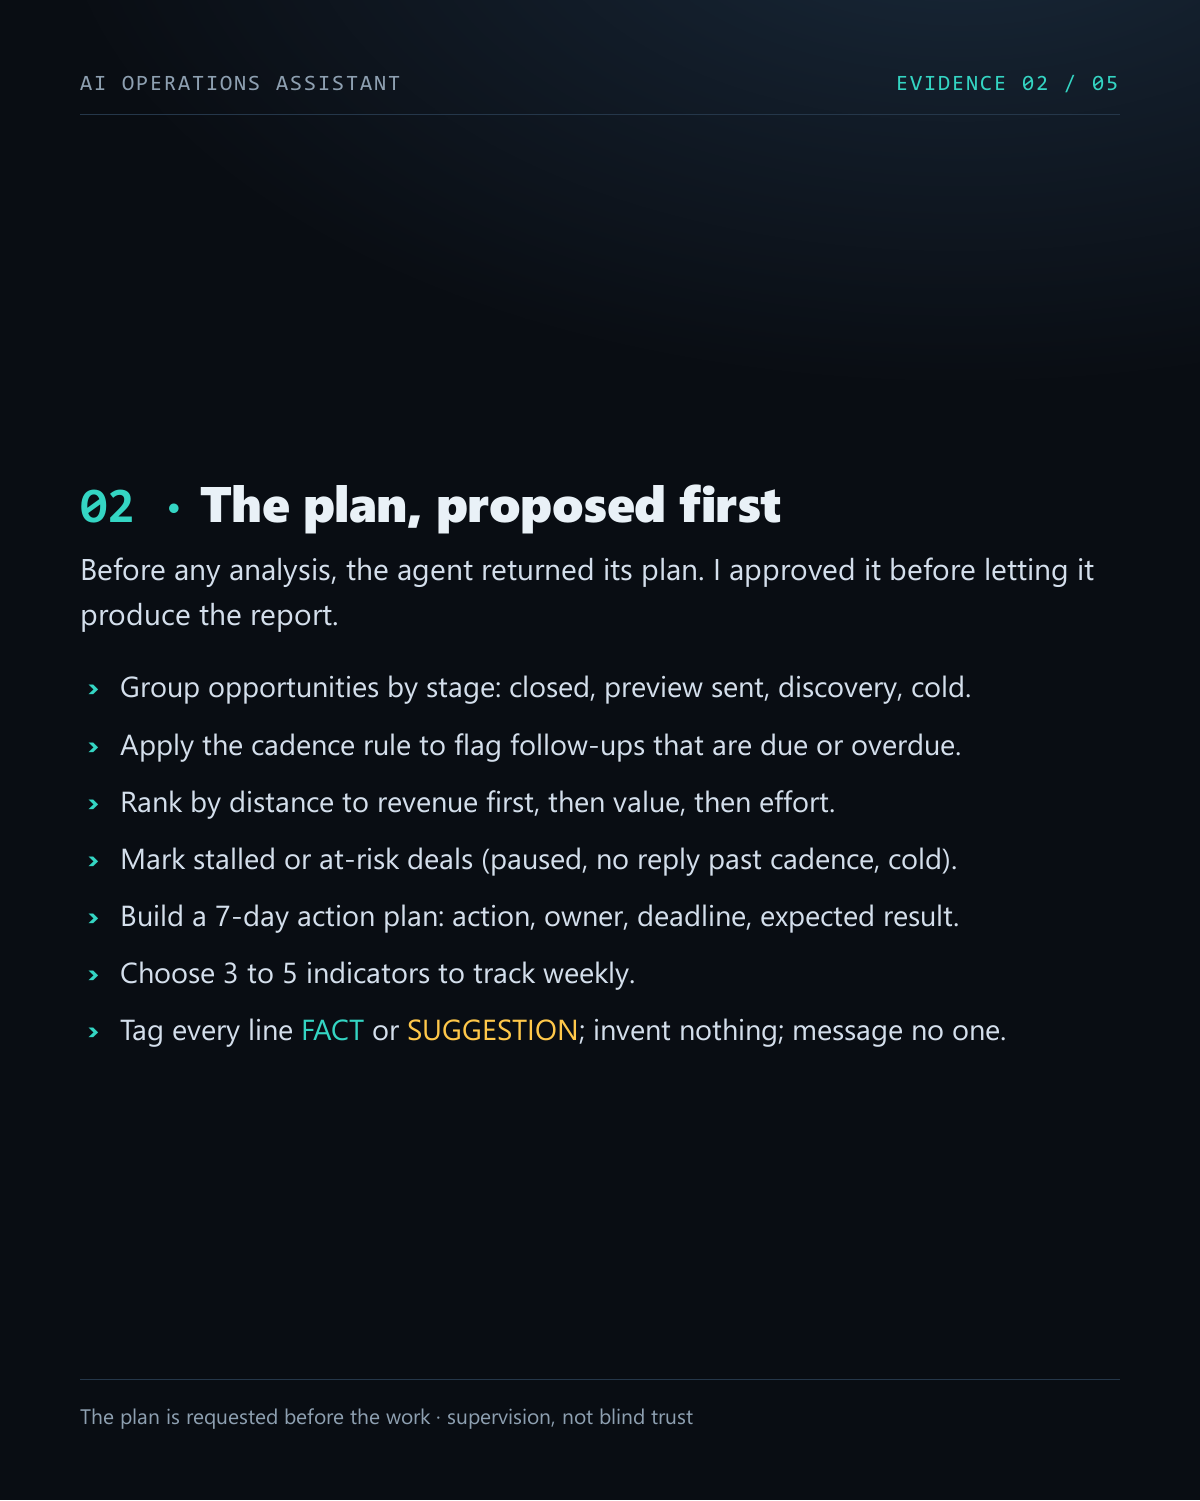 AI OPERATIONS ASSISTANT
EVIDENCE 02 / 05
02 · The plan, proposed first
Before any analysis, the agent returned its plan. I approved it before letting it
produce the report.
› Group opportunities by stage: closed, preview sent, discovery, cold.
› Apply the cadence rule to flag follow-ups that are due or overdue.
› Rank by distance to revenue first, then value, then effort.
› Mark stalled or at-risk deals (paused, no reply past cadence, cold).
› Build a 7-day action plan: action, owner, deadline, expected result.
› Choose 3 to 5 indicators to track weekly.
› Tag every line FACT or SUGGESTION; invent nothing; message no one.
The plan is requested before the work · supervision, not blind trust